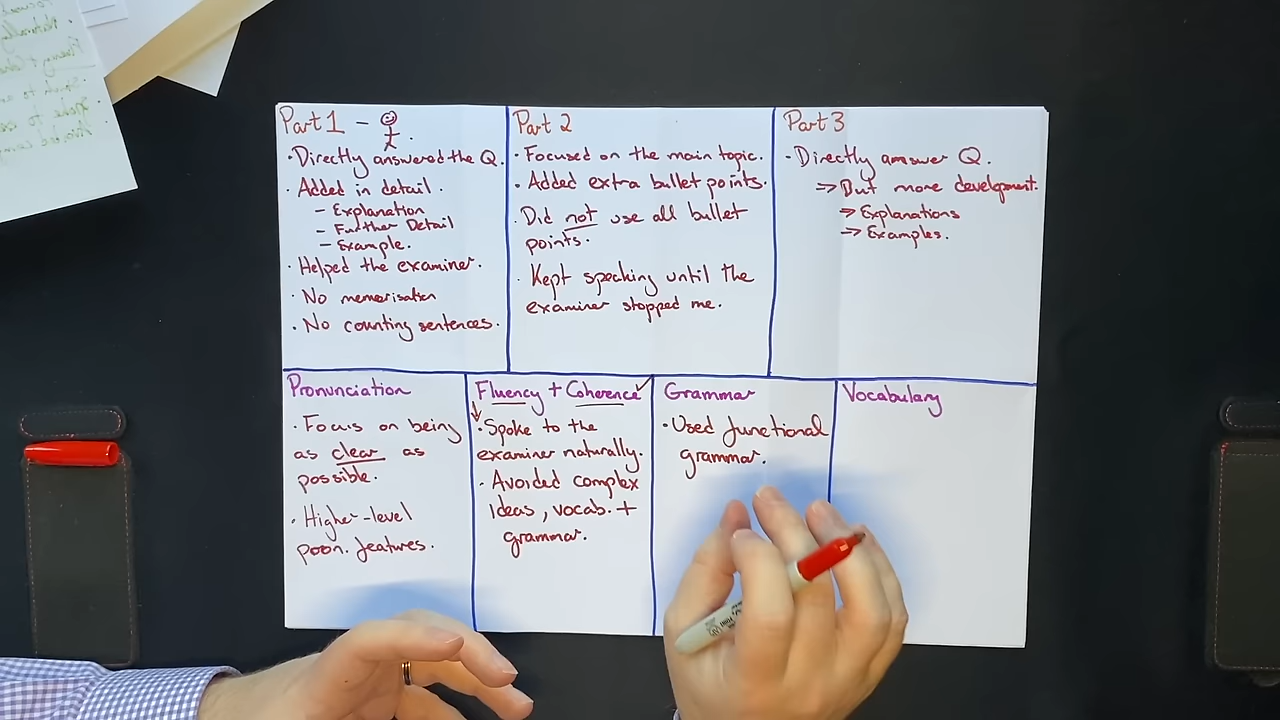 Part 1 -
• Directly answered the Q.
• Added in detail.
- Explanation
- Further Detail
- Example.
• Helped the examiner.
• No memorisation
• No counting sentences.
Part 2
• Focused on the main topic.
• Added extra bullet points.
• Did not use all bullet
points.
• Kept speaking until the
examiner stopped me.
Part 3
• Directly answer Q.
⇒ But more development.
→ Explanations
→ Examples.
Pronunciation
• Focus on being
as clear as
possible.
• Higher-level
pron. features.
Fluency + Coherence ✓
↓
• Spoke to the
examiner naturally.
• Avoided complex
ideas, vocab. +
grammar.
Grammar
• Used functional
grammar.
Vocabulary